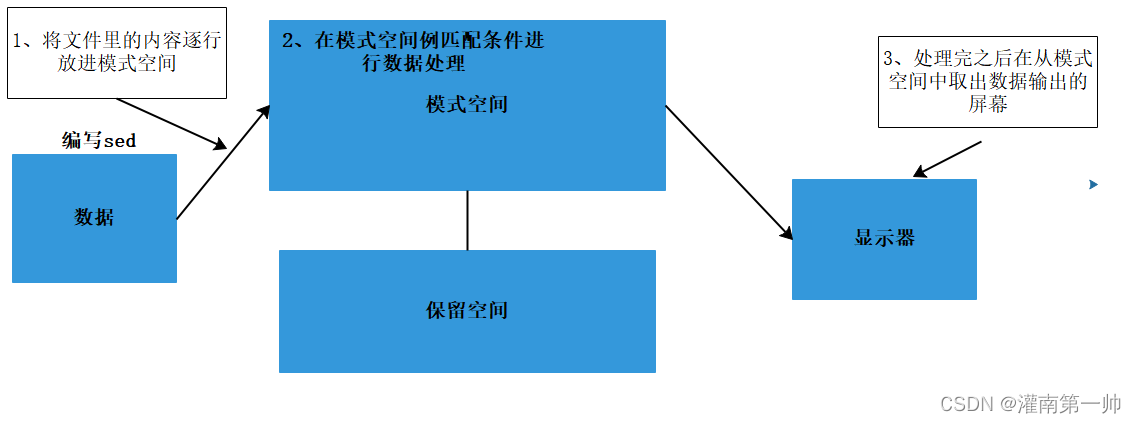 1、将文件里的内容逐行
放进模式空间
编写sed
数据
2、在模式空间例匹配条件进
行数据处理
模式空间
保留空间
3、处理完之后在从模式
空间中取出数据输出的
屏幕
显示器
CSDN @灌南第一帅